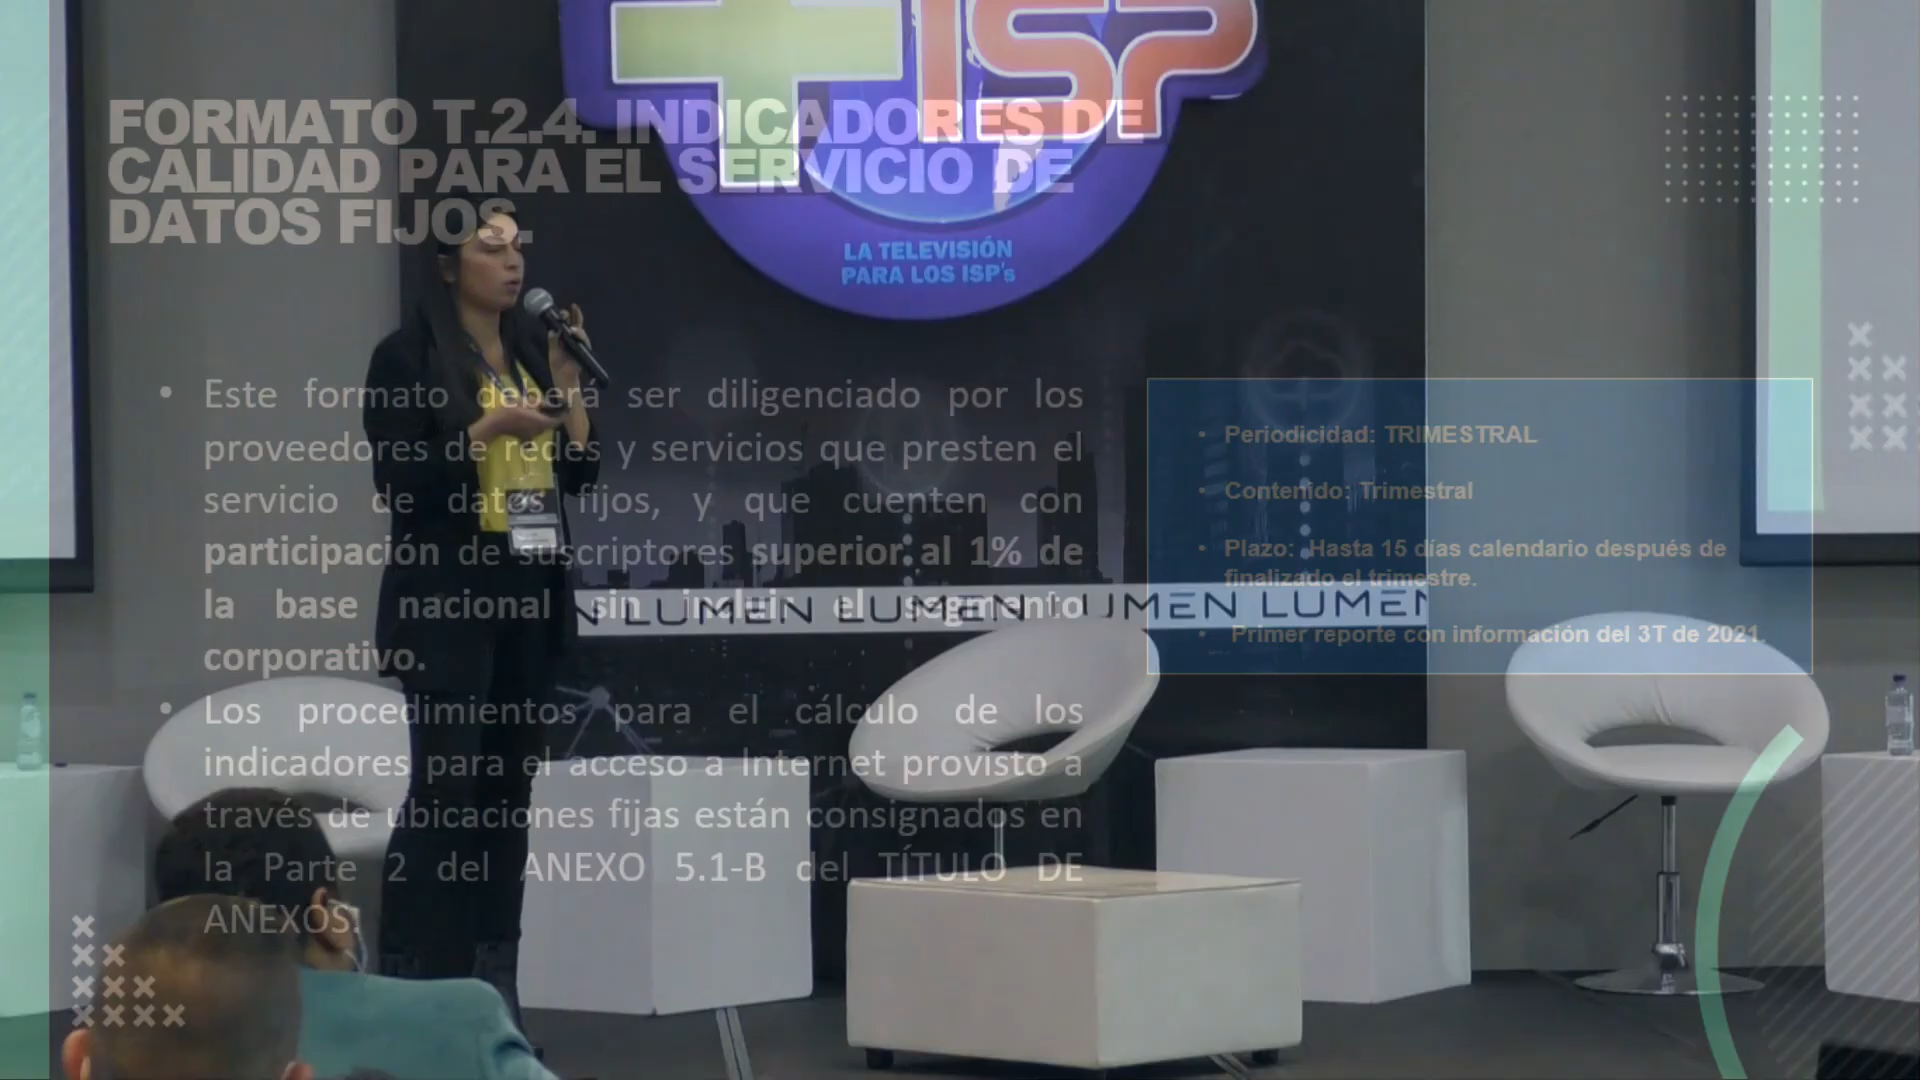 +ISP
LA TELEVISIÓN
PARA LOS ISP's
FORMATO T.2.4. INDICADORES DE
CALIDAD PARA EL SERVICIO DE
DATOS FIJOS.
• Este formato deberá ser diligenciado por los
proveedores de redes y servicios que presten el
servicio de datos fijos, y que cuenten con
participación de suscriptores superior al 1% de
la base nacional sin incluir el segmento
corporativo.
• Los procedimientos para el cálculo de los
indicadores para el acceso a Internet provisto a
través de ubicaciones fijas están consignados en
la Parte 2 del ANEXO 5.1-B del TÍTULO DE
ANEXOS.
• Periodicidad: TRIMESTRAL
• Contenido: Trimestral
• Plazo: Hasta 15 días calendario después de
finalizado el trimestre.
• Primer reporte con información del 3T de 2021.
N LUMEN LUMEN LUMEN LUMEN